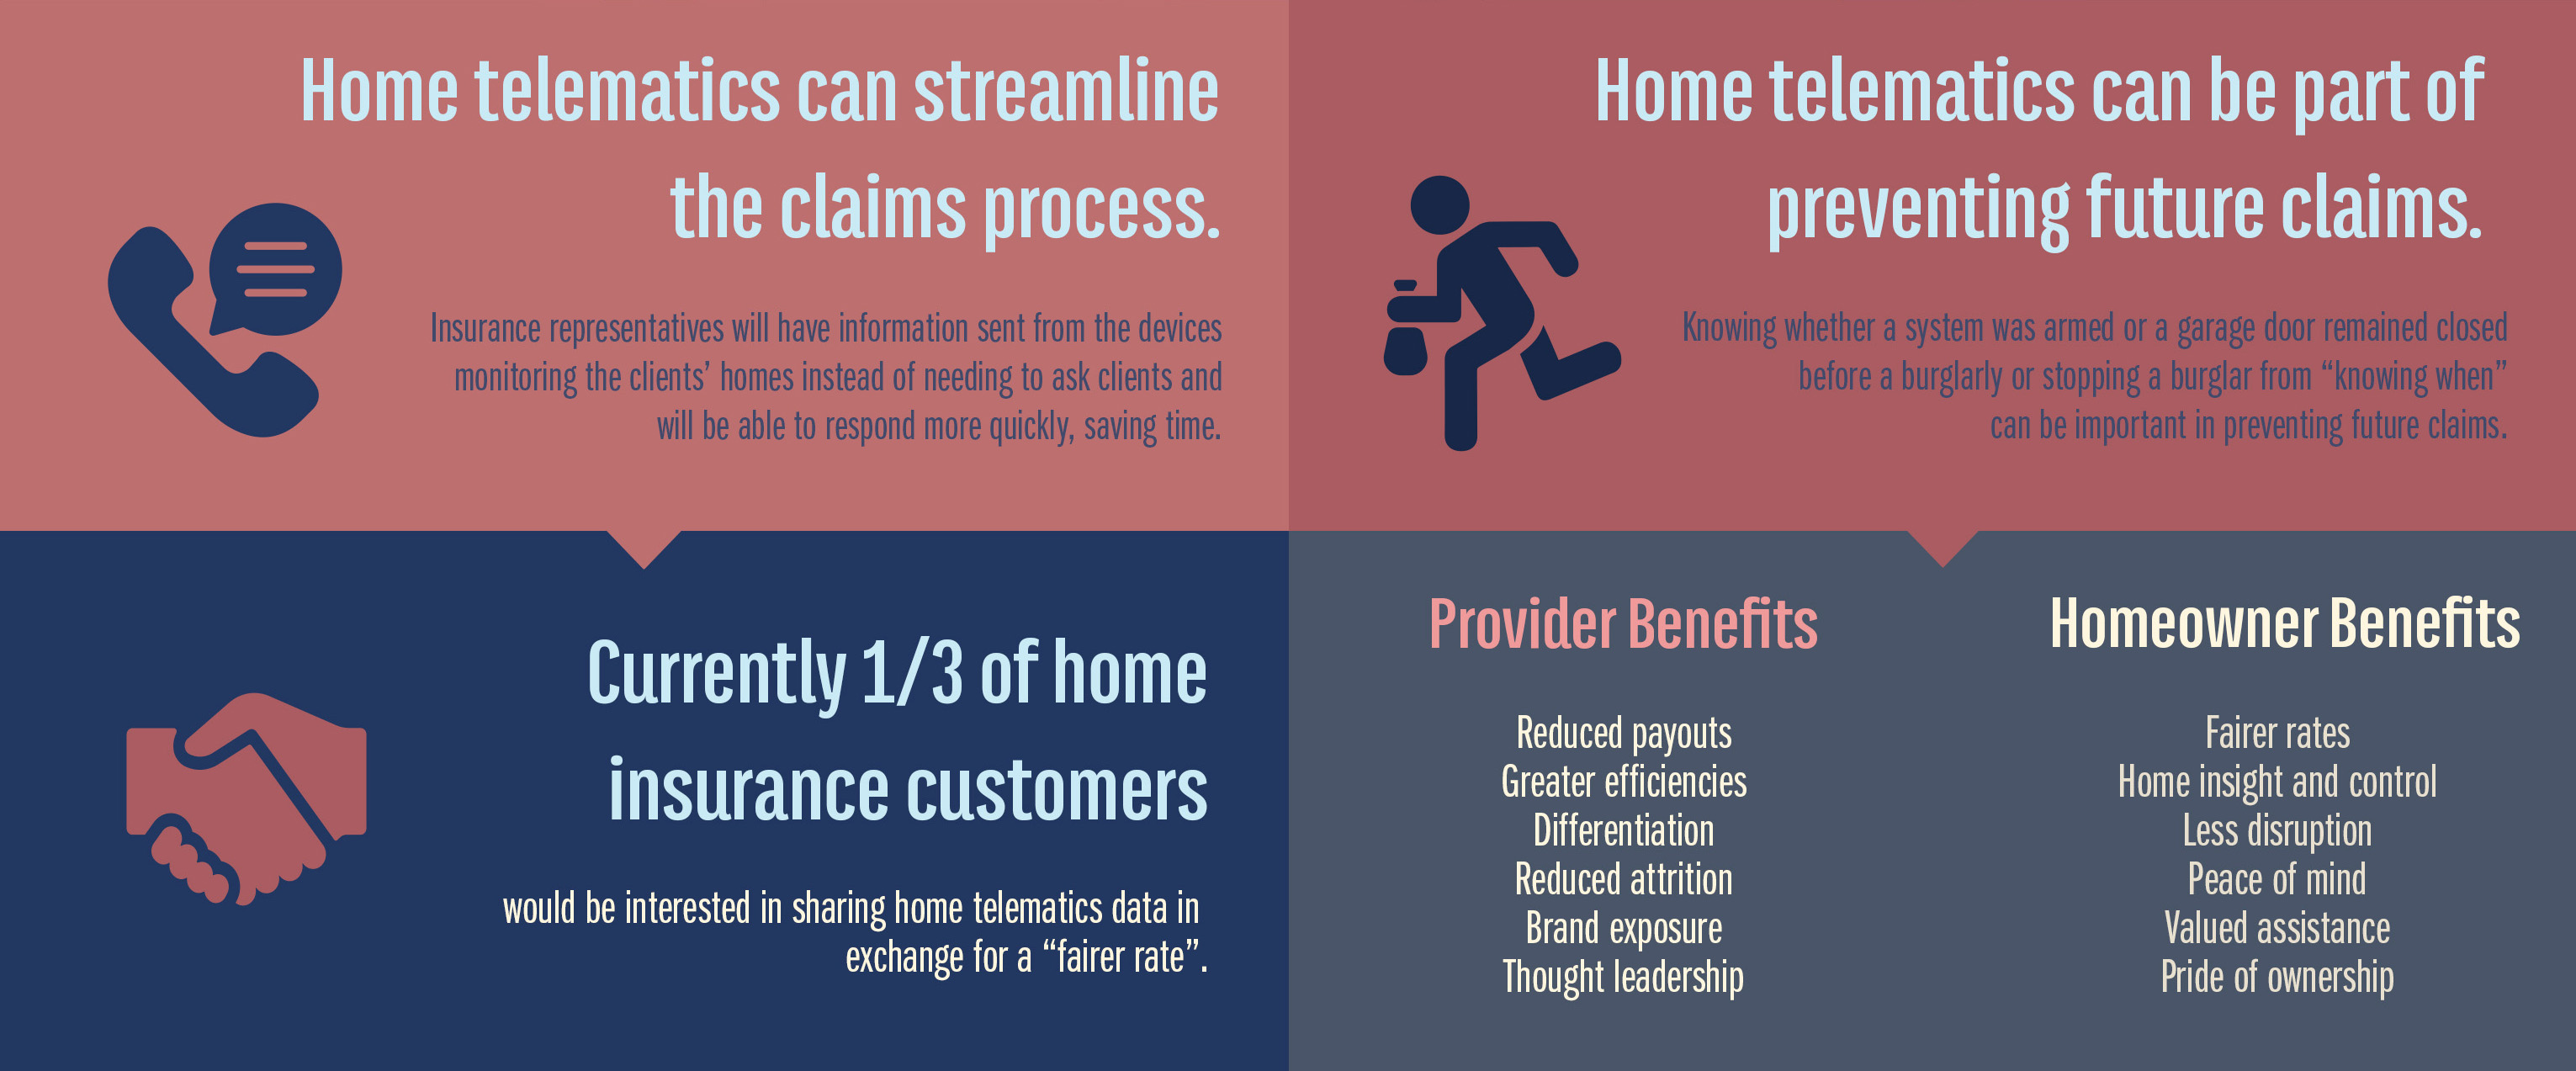 Home telematics can streamline
the claims process.
Insurance representatives will have information sent from the devices
monitoring the clients’ homes instead of needing to ask clients and
will be able to respond more quickly, saving time.
Home telematics can be part of
preventing future claims.
Knowing whether a system was armed or a garage door remained closed
before a burglarly or stopping a burglar from “knowing when”
can be important in preventing future claims.
Currently 1/3 of home
insurance customers
would be interested in sharing home telematics data in
exchange for a “fairer rate”.
Provider Benefits
Reduced payouts
Greater efficiencies
Differentiation
Reduced attrition
Brand exposure
Thought leadership
Homeowner Benefits
Fairer rates
Home insight and control
Less disruption
Peace of mind
Valued assistance
Pride of ownership